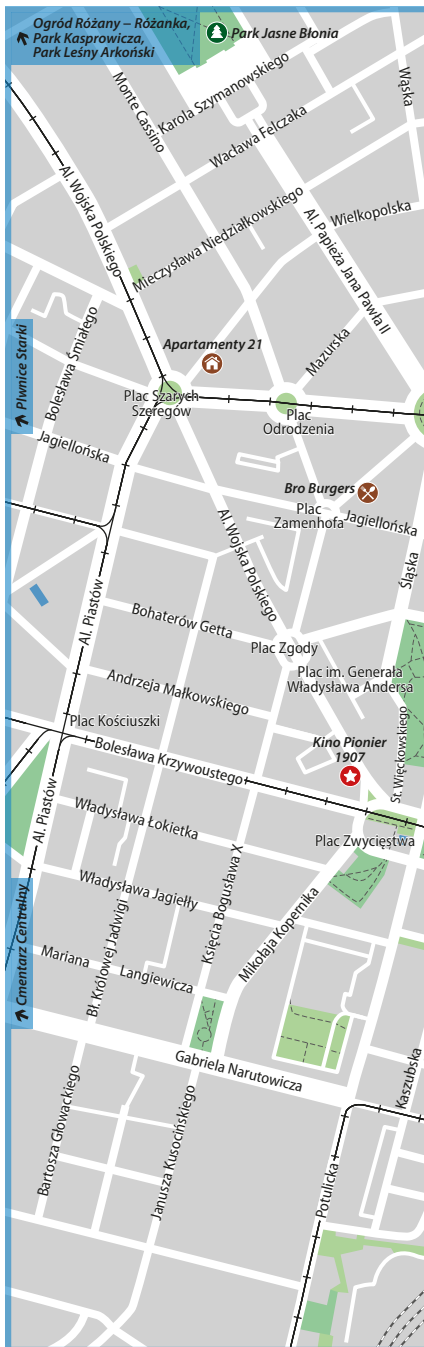 Ogród Różany – Różanka,
Park Kasprowicza,
Park Leśny Arkoński
Park Jasne Błonia
Karola Szymanowskiego
Wąska
Monte Cassino
Wacława Felczaka
Al. Wojska Polskiego
Mieczysława Niedziałkowskiego
Wielkopolska
Al. Papieża Jana Pawła II
Bolesława Śmiałego
Mazurska
Apartamenty 21
Piwnice Starki
Plac Szarych
Szeregów
Plac
Odrodzenia
Jagiellońska
Bro Burgers
Plac
Zamenhofa
Jagiellońska
Al. Wojska Polskiego
Śląska
Al. Piastów
Bohaterów Getta
Plac Zgody
Plac im. Generała
Władysława Andersa
Andrzeja Małkowskiego
Plac Kościuszki
Kino Pionier
1907
St. Więckowskiego
Bolesława Krzywoustego
Al. Piastów
Władysława Łokietka
Plac Zwycięstwa
Księcia Bogusława X
Władysława Jagiełły
Cmentarz Centralny
Bł. Królowej Jadwigi
Mikołaja Kopernika
Mariana Langiewicza
Gabriela Narutowicza
Kaszubska
Bartosza Głowackiego
Janusza Kusocińskiego
Potulicka